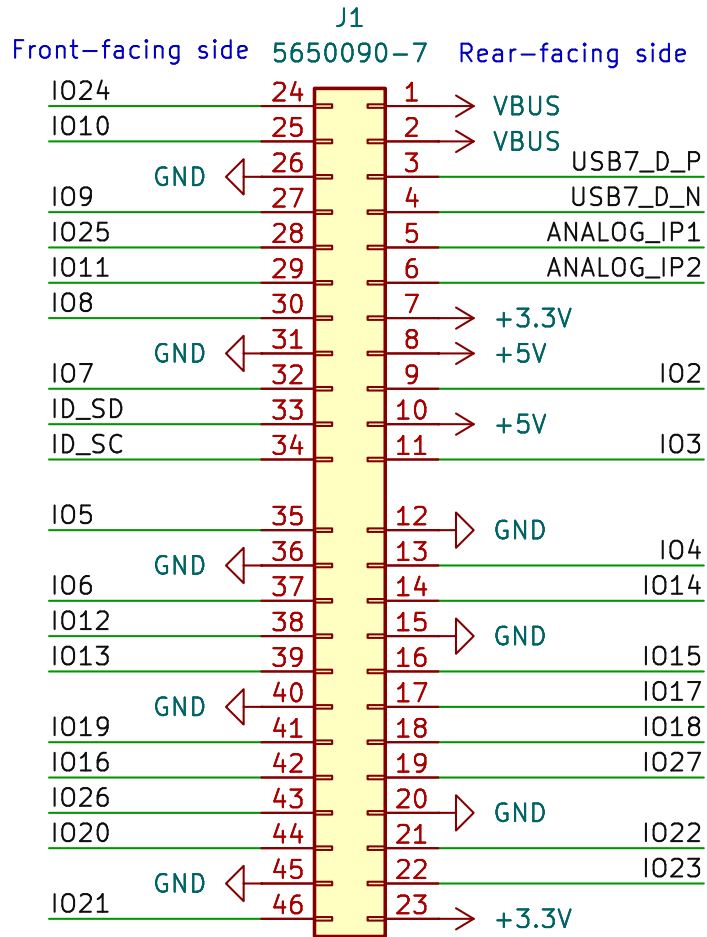 J1
Front-facing side 5650090-7 Rear-facing side
IO24 24 1 VBUS
IO10 25 2 VBUS
GND 26 3 USB7_D_P
IO9 27 4 USB7_D_N
IO25 28 5 ANALOG_IP1
IO11 29 6 ANALOG_IP2
IO8 30 7 +3.3V
GND 31 8 +5V
IO7 32 9 IO2
ID_SD 33 10 +5V
ID_SC 34 11 IO3
IO5 35 12 GND
GND 36 13 IO4
IO6 37 14 IO14
IO12 38 15 GND
IO13 39 16 IO15
GND 40 17 IO17
IO19 41 18 IO18
IO16 42 19 IO27
IO26 43 20 GND
IO20 44 21 IO22
GND 45 22 IO23
IO21 46 23 +3.3V